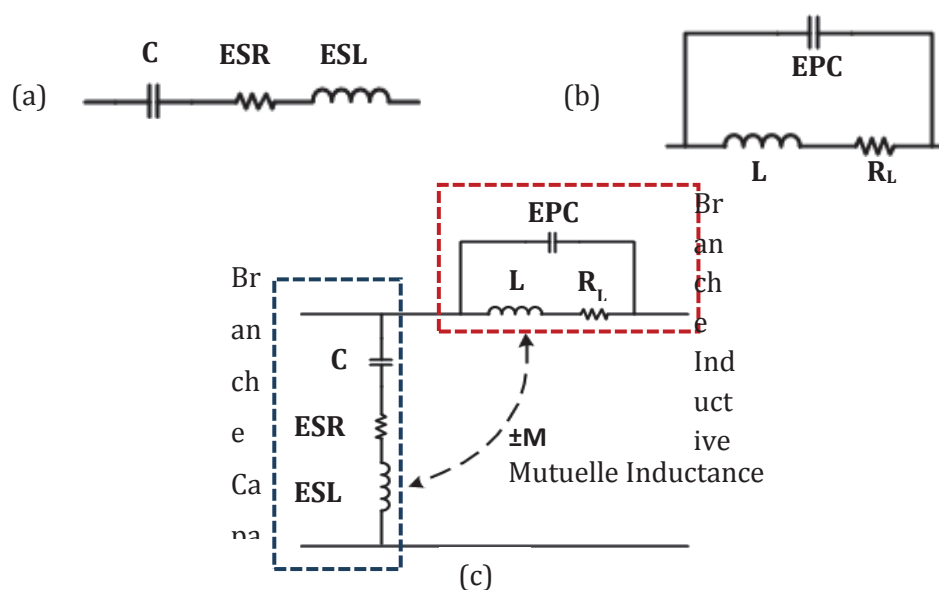 C ESR ESL
(a)
EPC
(b)
L RL
EPC
L RL
Br
an
ch
e
Ind
uct
ive
Br
an
ch
e
Ca
pa
C
ESR
ESL
±M
Mutuelle Inductance
(c)